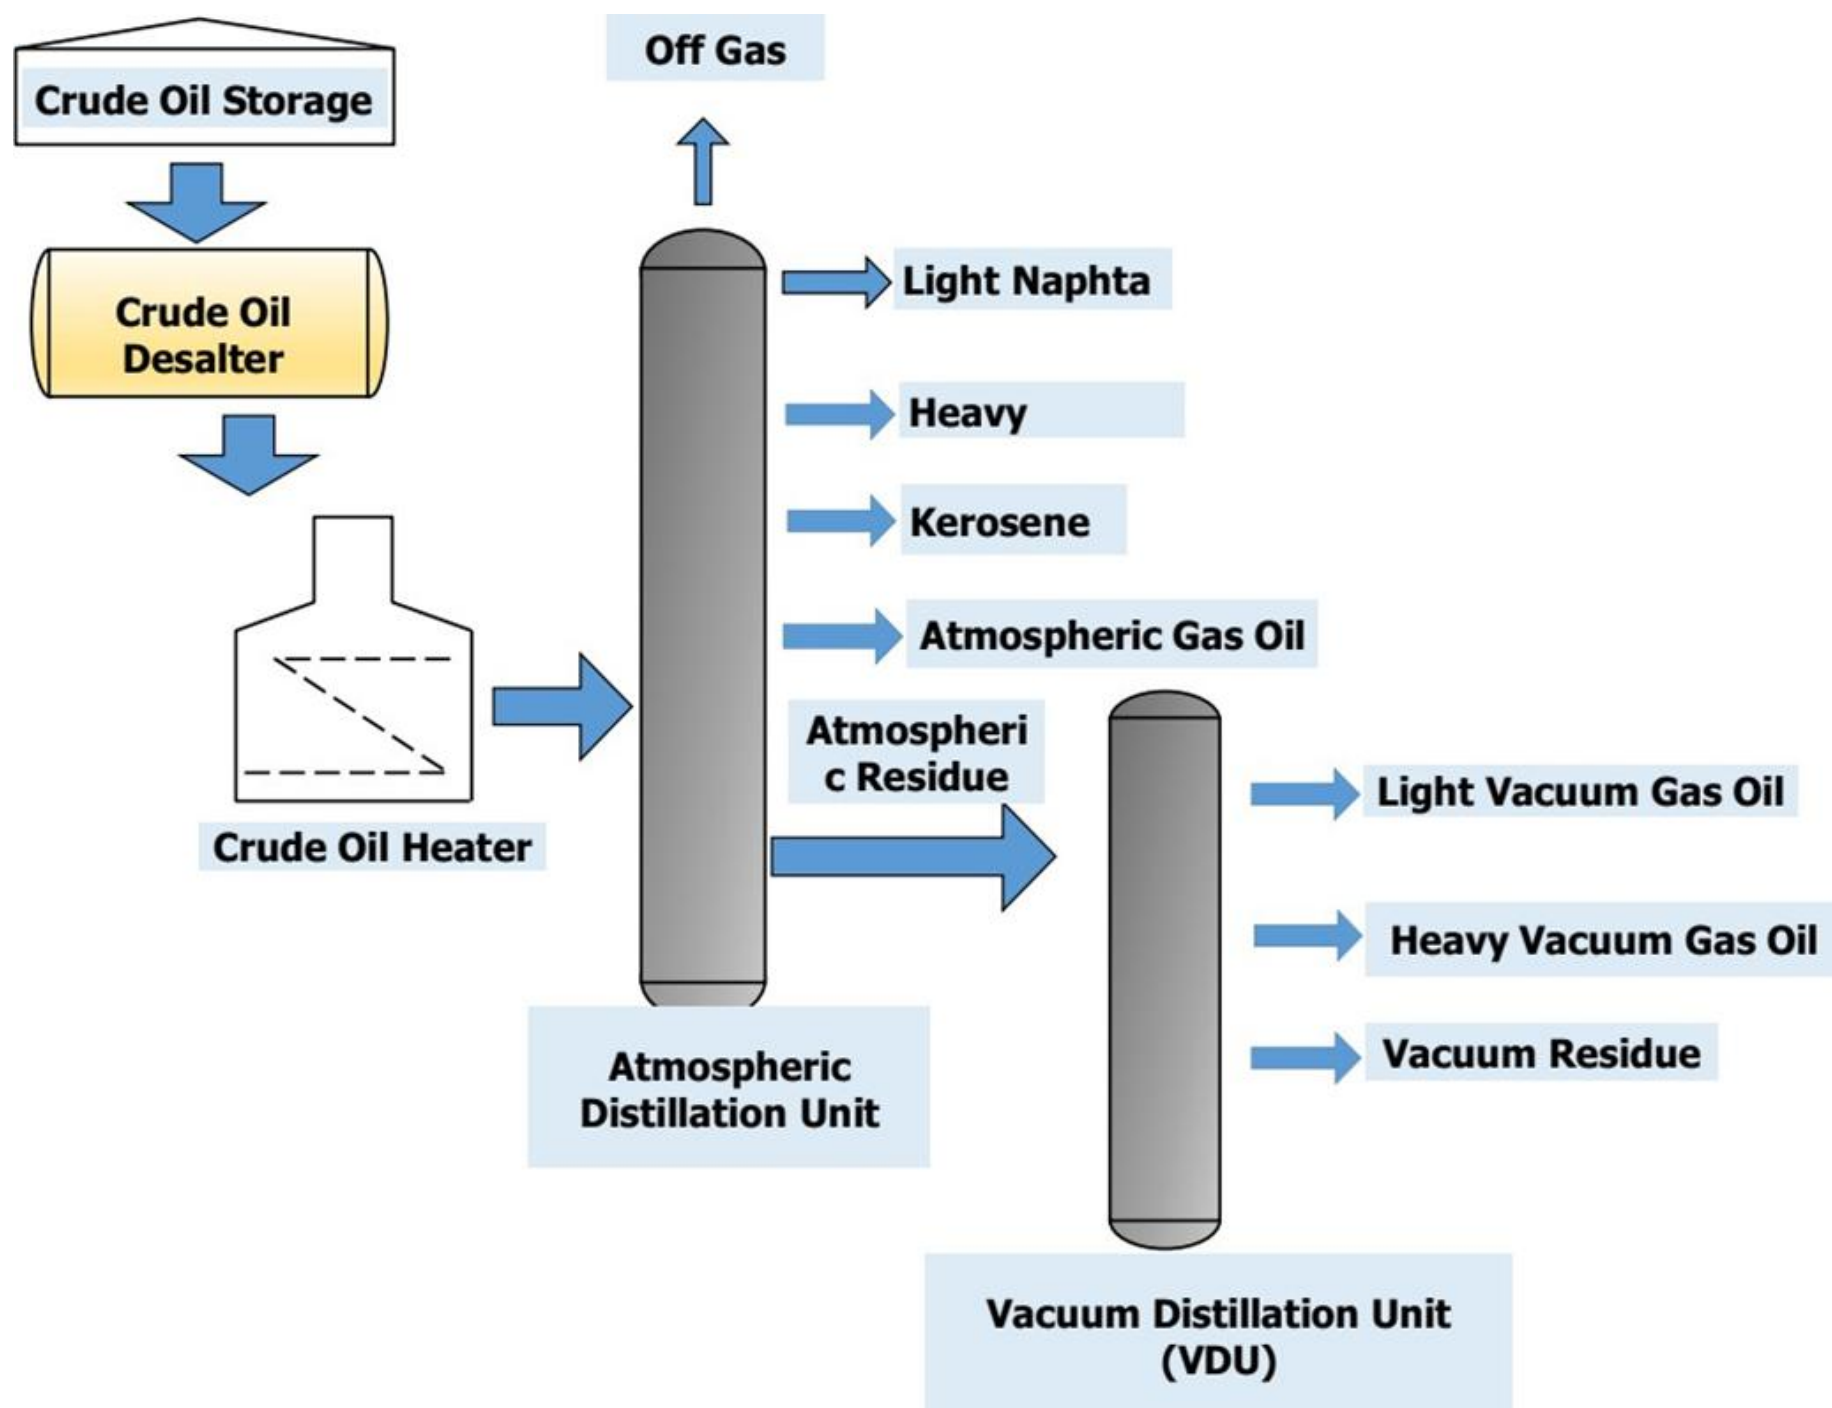 Crude Oil Storage
Off Gas
Crude Oil
Desalter
Light Naphta
Heavy
Kerosene
Atmospheric Gas Oil
Atmospheri
c Residue
Crude Oil Heater
Light Vacuum Gas Oil
Heavy Vacuum Gas Oil
Vacuum Residue
Atmospheric
Distillation Unit
Vacuum Distillation Unit
(VDU)